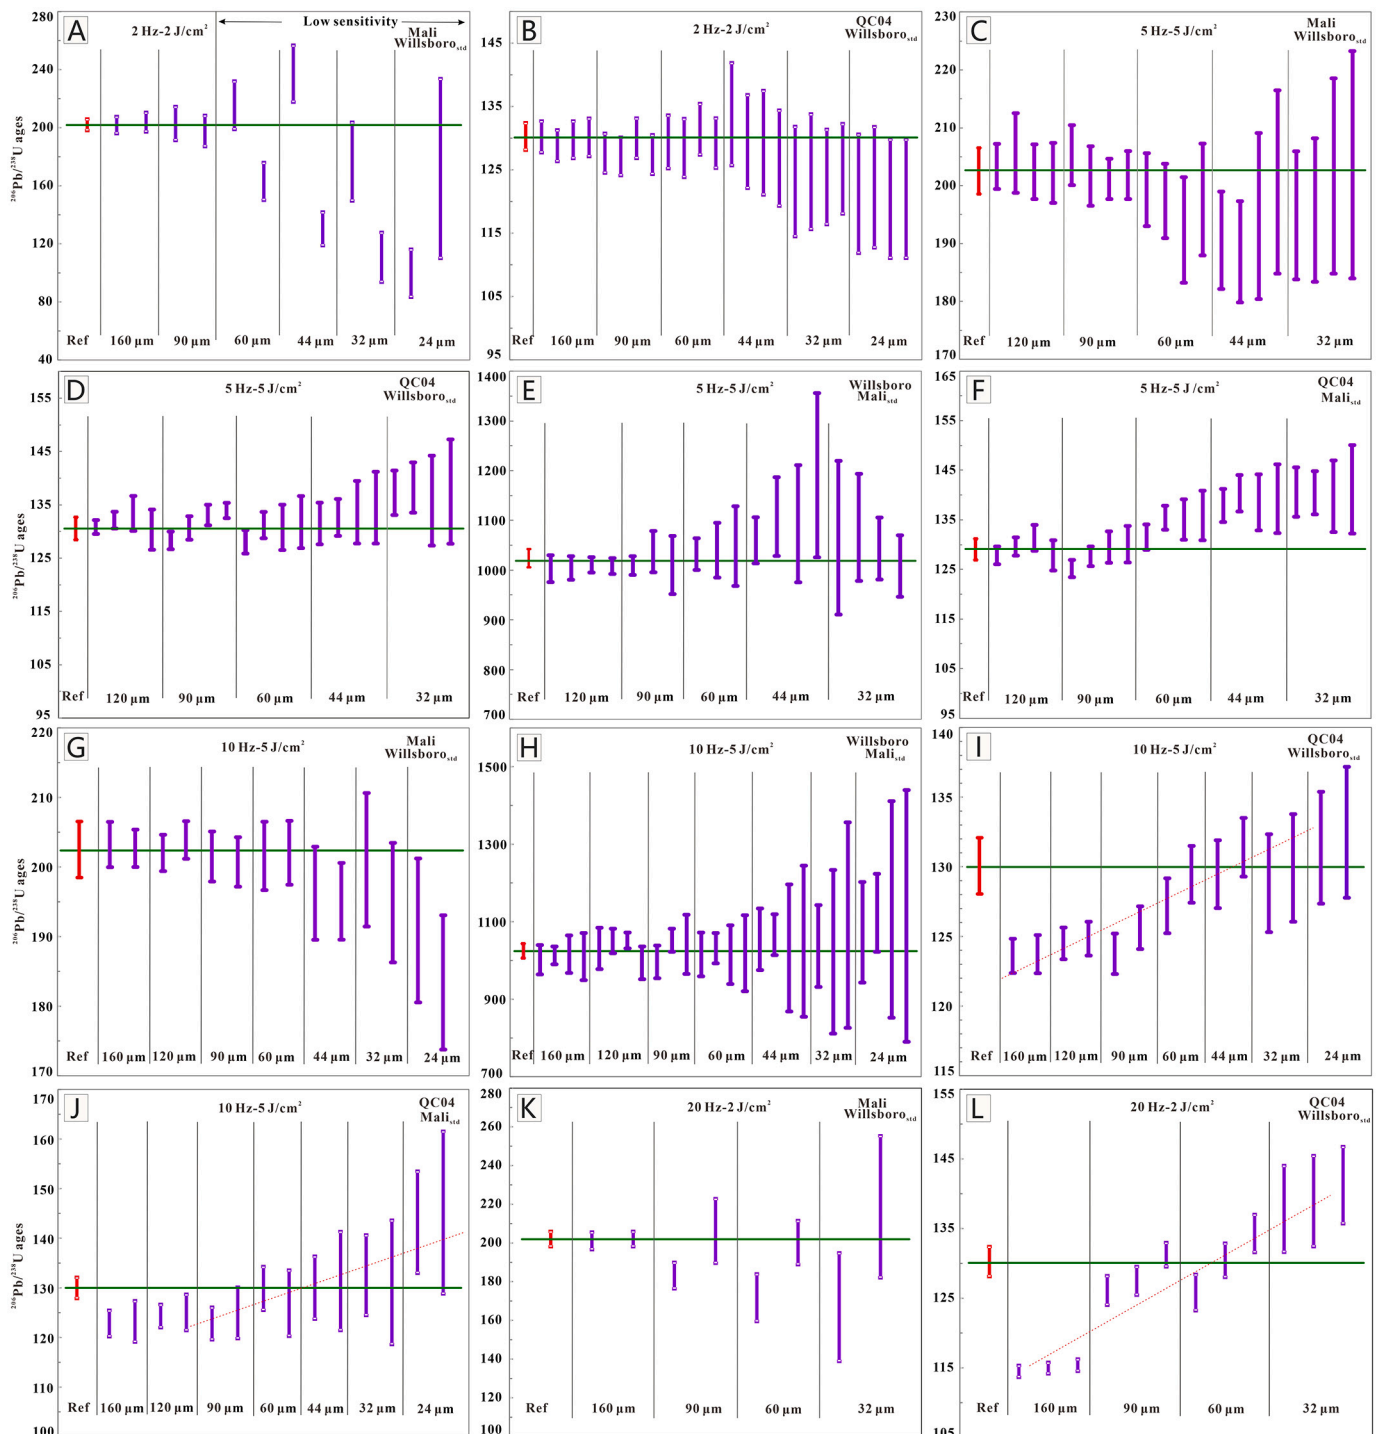 A
2 Hz-2 J/cm²
Low sensitivity
Mali
Willsboro std
²⁰⁶Pb/²³⁸U ages
280
240
200
160
120
80
40
Ref 160 μm 90 μm 60 μm 44 μm 32 μm 24 μm
B
2 Hz-2 J/cm²
QC04
Willsboro std
145
135
125
115
105
95
Ref 160 μm 90 μm 60 μm 44 μm 32 μm 24 μm
C
5 Hz-5 J/cm²
Mali
Willsboro std
230
220
210
200
190
180
170
Ref 120 μm 90 μm 60 μm 44 μm 32 μm
D
5 Hz-5 J/cm²
QC04
Willsboro std
²⁰⁶Pb/²³⁸U ages
155
145
135
125
115
105
95
Ref 120 μm 90 μm 60 μm 44 μm 32 μm
E
5 Hz-5 J/cm²
Willsboro
Mali std
1400
1300
1200
1100
1000
900
800
700
Ref 120 μm 90 μm 60 μm 44 μm 32 μm
F
5 Hz-5 J/cm²
QC04
Mali std
165
155
145
135
125
115
105
95
Ref 120 μm 90 μm 60 μm 44 μm 32 μm
G
10 Hz-5 J/cm²
Mali
Willsboro std
²⁰⁶Pb/²³⁸U ages
220
210
200
190
180
170
Ref 160 μm 120 μm 90 μm 60 μm 44 μm 32 μm 24 μm
H
10 Hz-5 J/cm²
Willsboro
Mali std
1500
1300
1100
900
700
Ref 160 μm 120 μm 90 μm 60 μm 44 μm 32 μm 24 μm
I
10 Hz-5 J/cm²
QC04
Willsboro std
140
135
130
125
120
115
Ref 160 μm 120 μm 90 μm 60 μm 44 μm 32 μm 24 μm
J
10 Hz-5 J/cm²
QC04
Mali std
²⁰⁶Pb/²³⁸U ages
170
160
150
140
130
120
110
100
Ref 160 μm 120 μm 90 μm 60 μm 44 μm 32 μm 24 μm
K
20 Hz-2 J/cm²
Mali
Willsboro std
280
260
240
220
200
180
160
140
120
100
Ref 160 μm 90 μm 60 μm 32 μm
L
20 Hz-2 J/cm²
QC04
Willsboro std
155
145
135
125
115
105
Ref 160 μm 90 μm 60 μm 32 μm